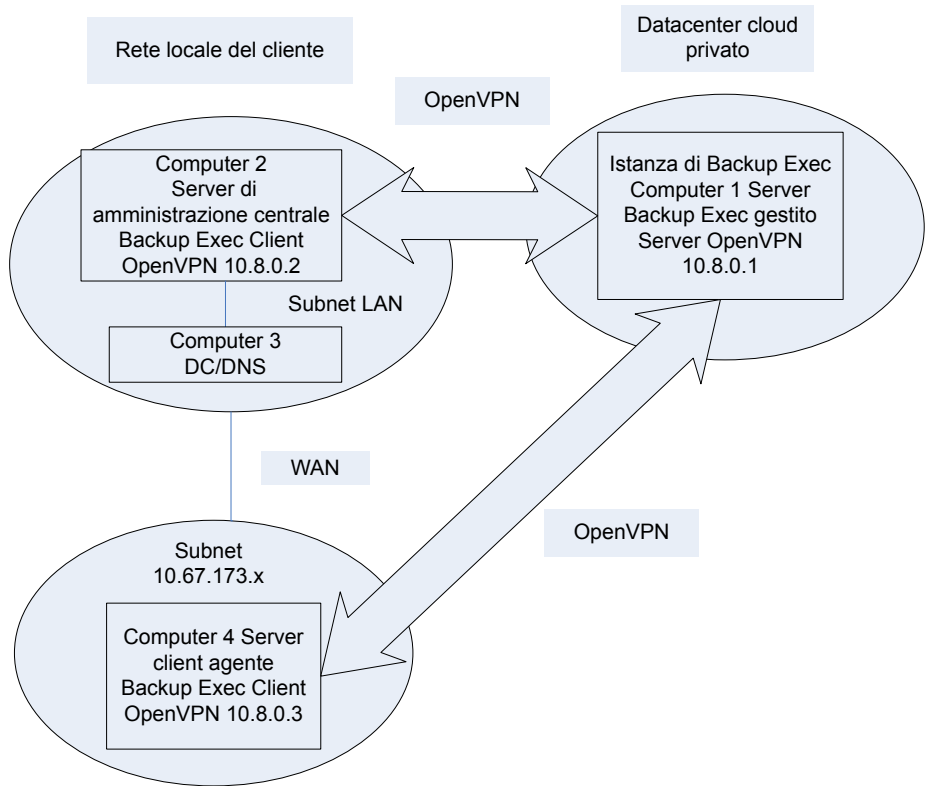 Rete locale del cliente
Datacenter cloud
privato
OpenVPN
Computer 2
Server di
amministrazione centrale
Backup Exec Client
OpenVPN 10.8.0.2
Istanza di Backup Exec
Computer 1 Server
Backup Exec gestito
Server OpenVPN
10.8.0.1
Subnet LAN
Computer 3
DC/DNS
WAN
OpenVPN
Subnet
10.67.173.x
Computer 4 Server
client agente
Backup Exec Client
OpenVPN 10.8.0.3